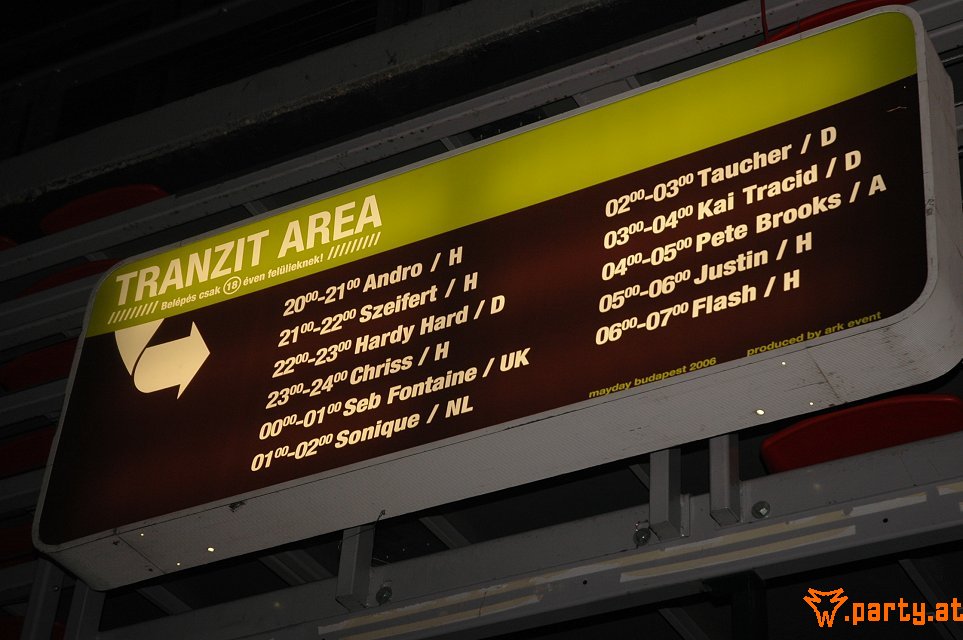 TRANZIT AREA
Belépés csak 18 éven felülieknek!
20⁰⁰-21⁰⁰ Andro / H
21⁰⁰-22⁰⁰ Szeifert / H
22⁰⁰-23⁰⁰ Hardy Hard / D
23⁰⁰-24⁰⁰ Chriss / H
00⁰⁰-01⁰⁰ Seb Fontaine / UK
01⁰⁰-02⁰⁰ Sonique / NL
02⁰⁰-03⁰⁰ Taucher / D
03⁰⁰-04⁰⁰ Kai Tracid / D
04⁰⁰-05⁰⁰ Pete Brooks / A
05⁰⁰-06⁰⁰ Justin / H
06⁰⁰-07⁰⁰ Flash / H
mayday budapest 2006
produced by ark event
w.party.at